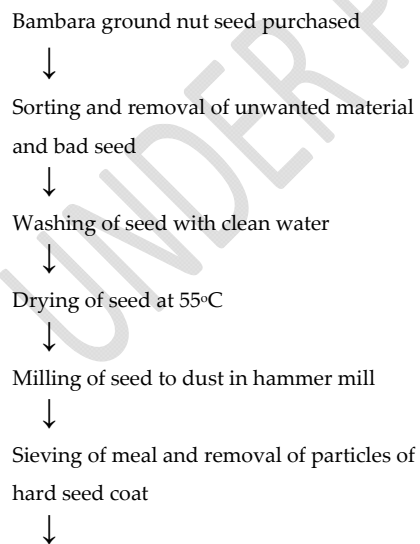 Bambara ground nut seed purchased
↓
Sorting and removal of unwanted material
and bad seed
↓
Washing of seed with clean water
↓
Drying of seed at 55ºC
↓
Milling of seed to dust in hammer mill
↓
Sieving of meal and removal of particles of
hard seed coat
↓
UNDER P